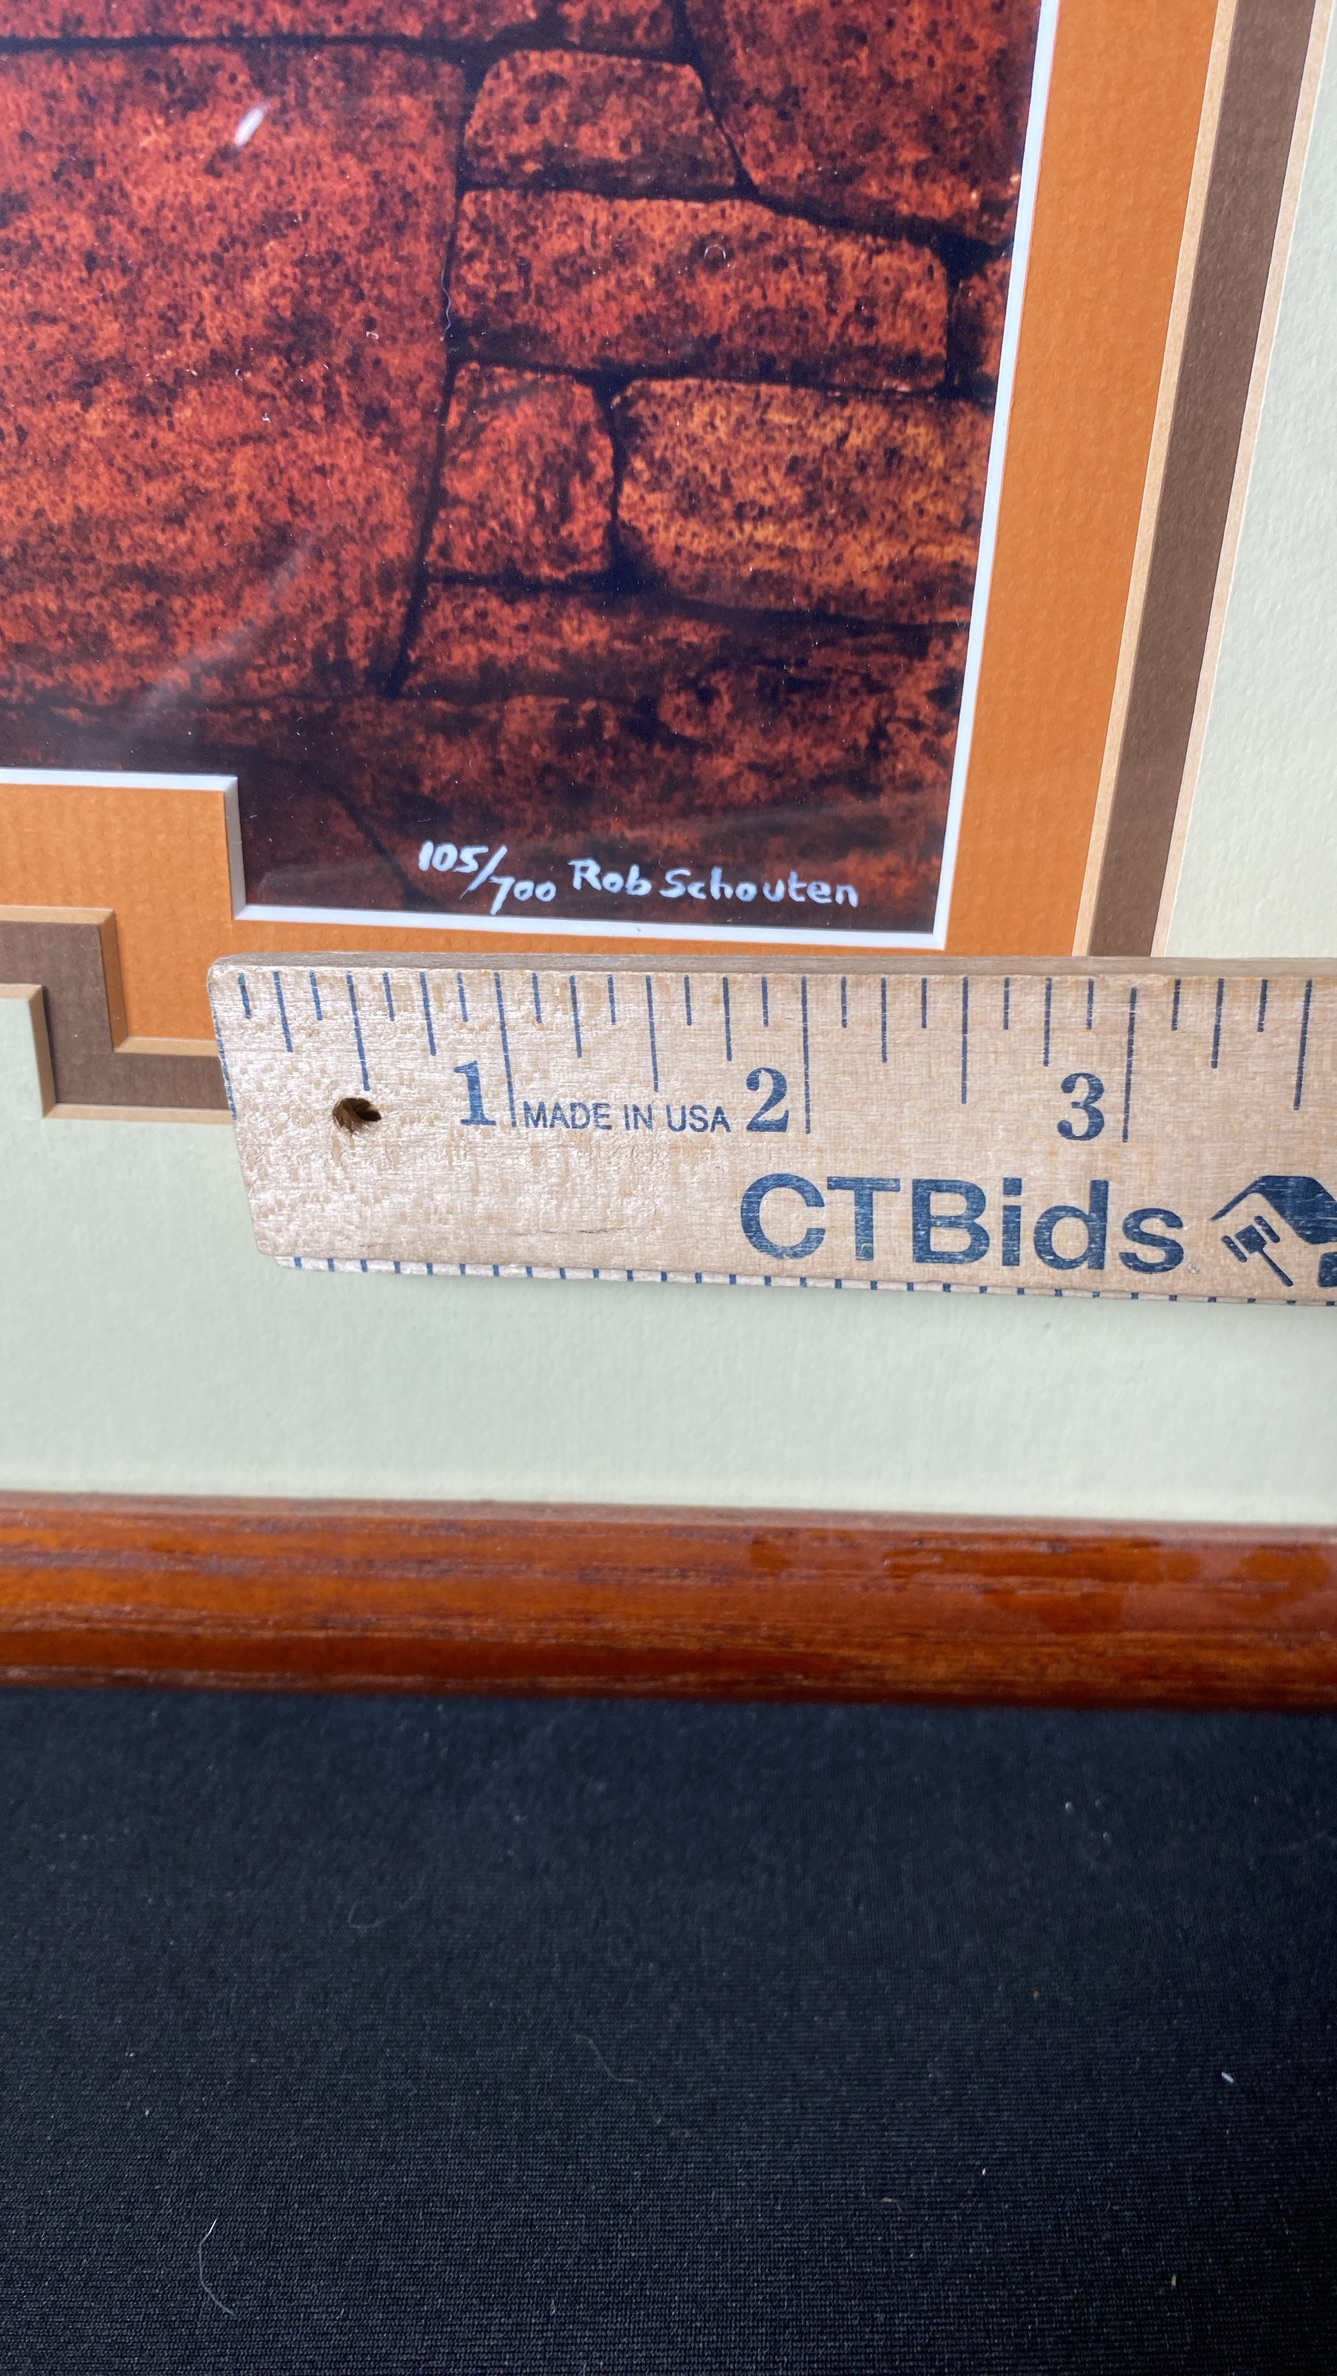 105/700 Rob Schouten
1 MADE IN USA 2 3
CTBids